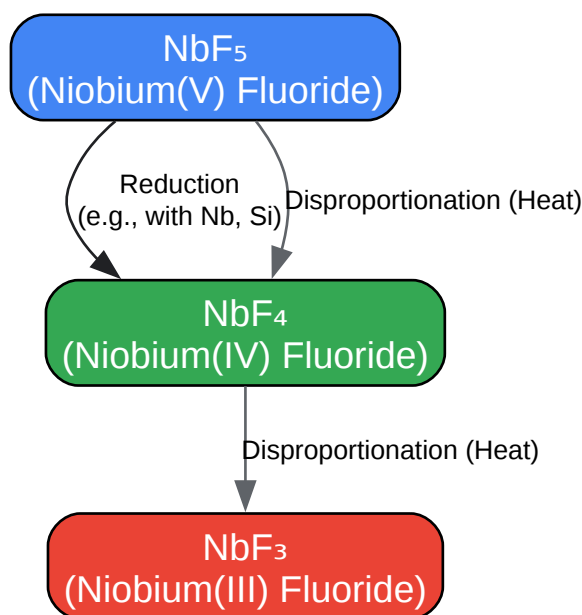 NbF₅
(Niobium(V) Fluoride)
Reduction
(e.g., with Nb, Si)
Disproportionation (Heat)
NbF₄
(Niobium(IV) Fluoride)
Disproportionation (Heat)
NbF₃
(Niobium(III) Fluoride)